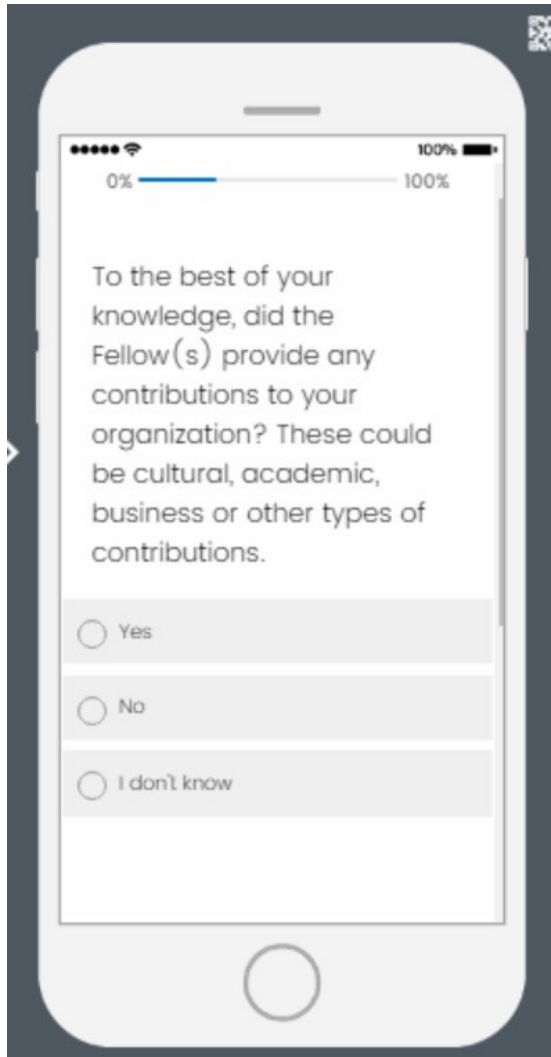 100%
0% 100%
To the best of your
knowledge, did the
Fellow(s) provide any
contributions to your
organization? These could
be cultural, academic,
business or other types of
contributions.
Yes
No
I don't know